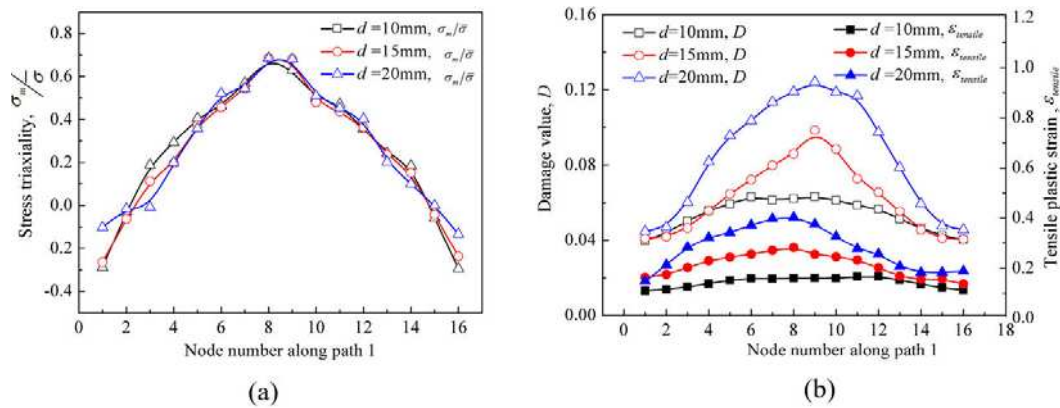 0.8
0.6
0.4
0.2
0.0
-0.2
-0.4
Stress triaxiality, σm/σ̄
d =10mm, σm/σ̄
d =15mm, σm/σ̄
d =20mm, σm/σ̄
0 2 4 6 8 10 12 14 16
Node number along path 1
(a)
0.16
0.12
0.08
0.04
0.00
Damage value, D
d=10mm, D
d=15mm, D
d=20mm, D
d =10mm, εtensile
d =15mm, εtensile
d =20mm, εtensile
1.2
1.0
0.8
0.6
0.4
0.2
0.0
Tensile plastic strain , εtensile
0 2 4 6 8 10 12 14 16 18
Node number along path 1
(b)